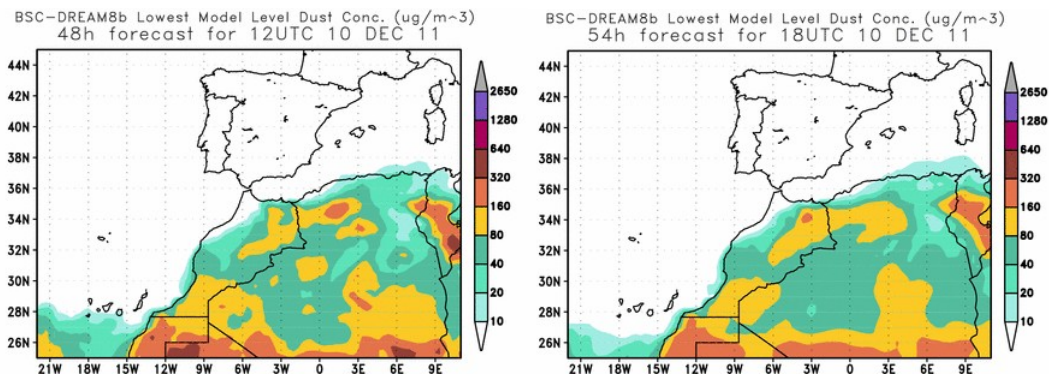 BSC-DREAM8b Lowest Model Level Dust Conc. (ug/m^3)
48h forecast for 12UTC 10 DEC 11
44N
42N
40N
38N
36N
34N
32N
30N
28N
26N
21W 18W 15W 12W 9W 6W 3W 0 3E 6E 9E
2650
1280
640
320
160
80
40
20
10
BSC-DREAM8b Lowest Model Level Dust Conc. (ug/m^3)
54h forecast for 18UTC 10 DEC 11
44N
42N
40N
38N
36N
34N
32N
30N
28N
26N
21W 18W 15W 12W 9W 6W 3W 0 3E 6E 9E
2650
1280
640
320
160
80
40
20
10